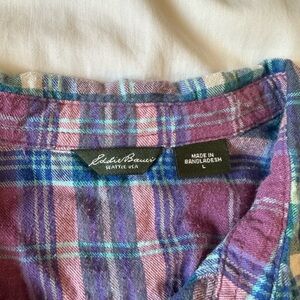 Eddie Bauer
SEATTLE USA
MADE IN
BANGLADESH
L